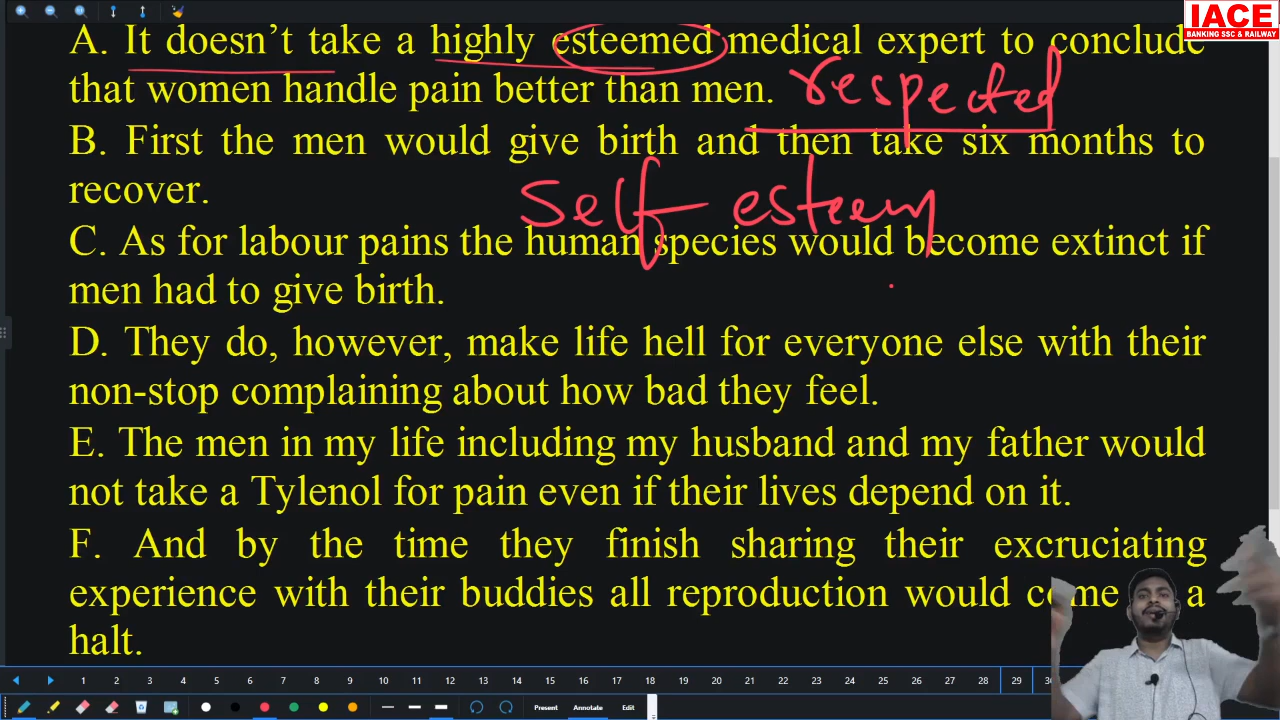 IACE
BANKING SSC & RAILWAY
A. It doesn't take a highly esteemed medical expert to conclude
that women handle pain better than men. respected
B. First the men would give birth and then take six months to
recover.
self esteem
C. As for labour pains the human species would become extinct if
men had to give birth.
D. They do, however, make life hell for everyone else with their
non-stop complaining about how bad they feel.
E. The men in my life including my husband and my father would
not take a Tylenol for pain even if their lives depend on it.
F. And by the time they finish sharing their excruciating
experience with their buddies all reproduction would come a
halt.
1 2 3 4 5 6 7 8 9 10 11 12 13 14 15 16 17 18 19 20 21 22 23 24 25 26 27 28 29
Present Annotate Edit